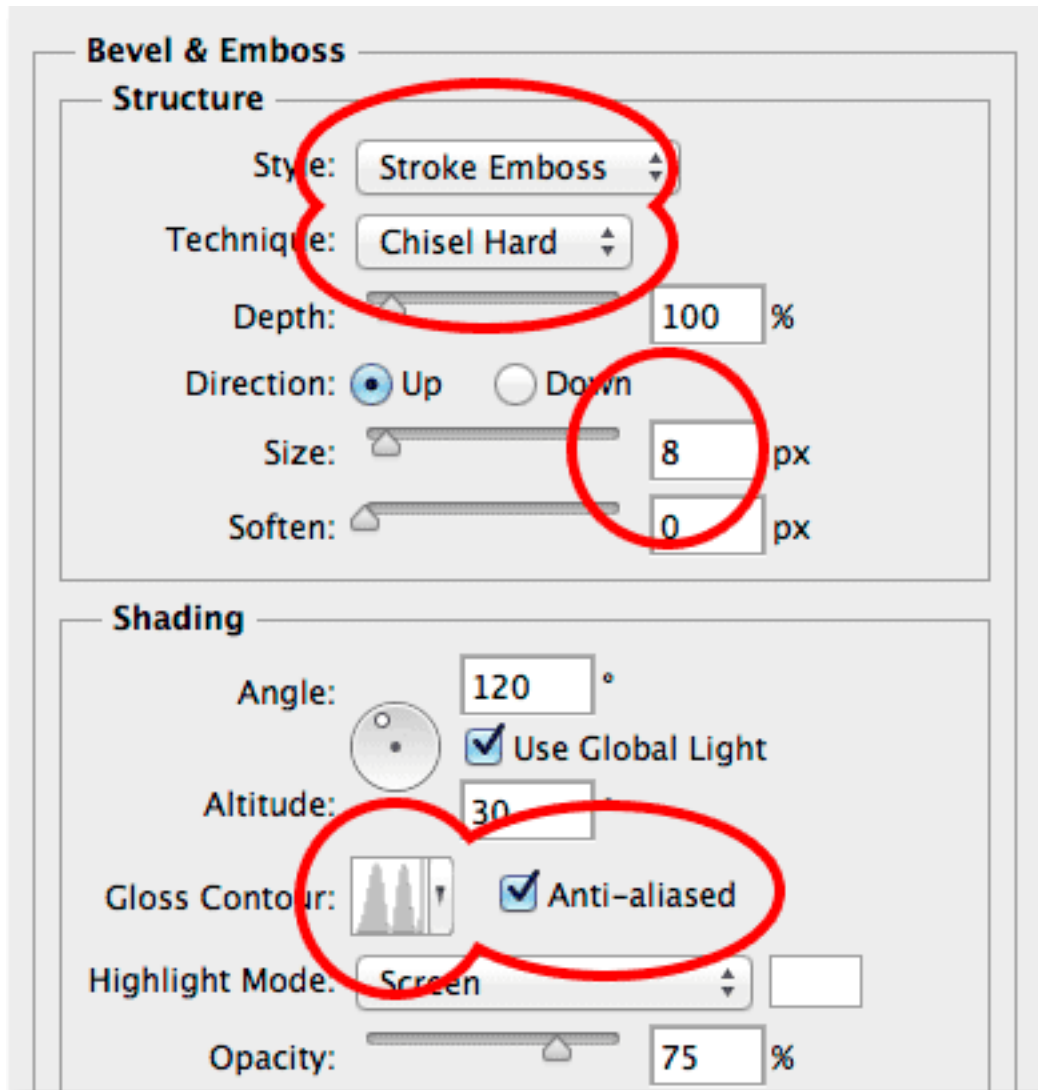 Bevel & Emboss
Structure
Style: Stroke Emboss
Technique: Chisel Hard
Depth: 100 %
Direction: Up Down
Size: 8 px
Soften: 0 px
Shading
Angle: 120 °
Use Global Light
Altitude: 30 °
Gloss Contour: Anti-aliased
Highlight Mode: Screen
Opacity: 75 %